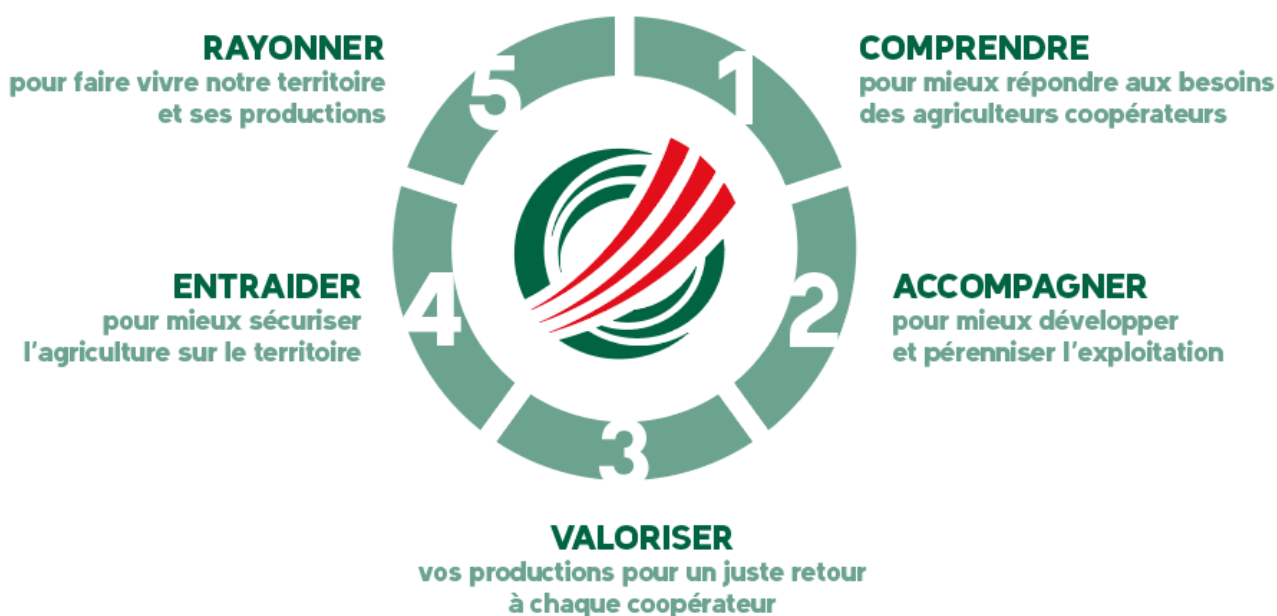 1
COMPRENDRE
pour mieux répondre aux besoins
des agriculteurs coopérateurs
2
ACCOMPAGNER
pour mieux développer
et pérenniser l'exploitation
3
VALORISER
vos productions pour un juste retour
à chaque coopérateur
4
ENTRAIDER
pour mieux sécuriser
l'agriculture sur le territoire
5
RAYONNER
pour faire vivre notre territoire
et ses productions